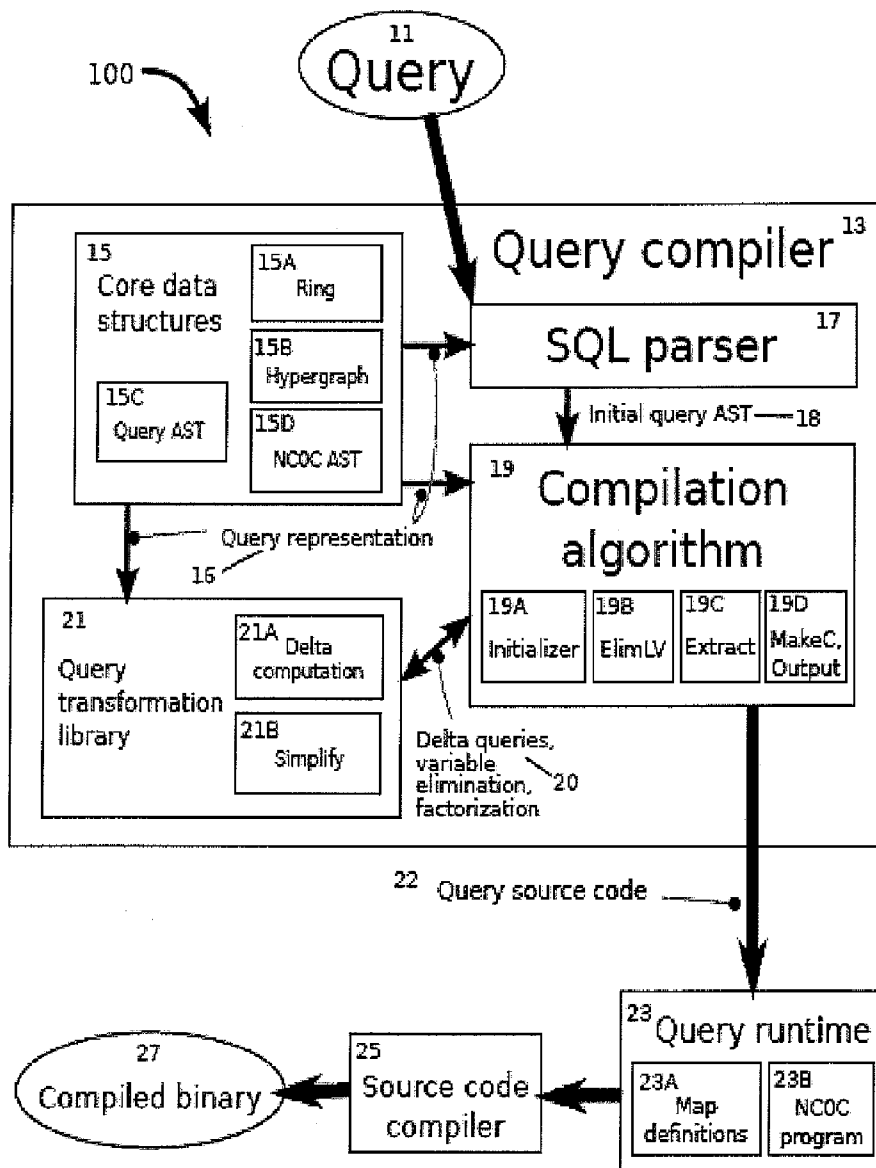 100
11
Query
Query compiler
13
15
Core data
structures
15A
Ring
15B
Hypergraph
15C
Query AST
15D
NC0C AST
17
SQL parser
Initial query AST
18
19
Compilation
algorithm
19A
Initializer
19B
ElimLV
19C
Extract
19D
MakeC,
Output
Query representation
16
21
Query
transformation
library
21A
Delta
computation
21B
Simplify
Delta queries,
variable
elimination,
factorization
20
22
Query source code
23
Query runtime
23A
Map
definitions
23B
NC0C
program
25
Source code
compiler
27
Compiled binary